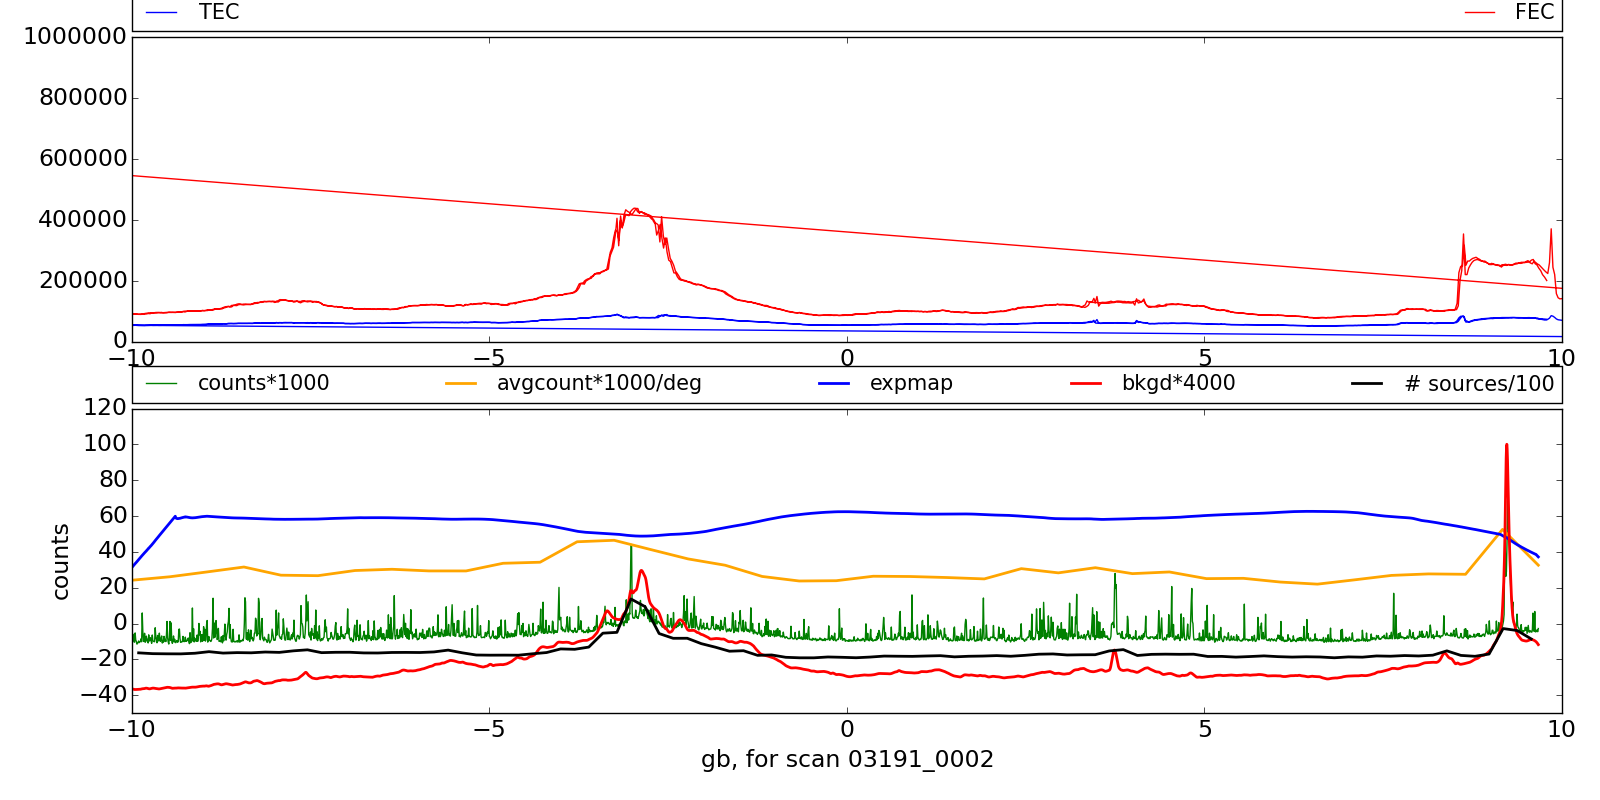 TEC FEC
1000000
800000
600000
400000
200000
0
−10 −5 0 5 10
counts*1000 avgcount*1000/deg expmap bkgd*4000 # sources/100
120
100
80
60
40
20
0
−20
−40
counts
−10 −5 0 5 10
gb, for scan 03191_0002